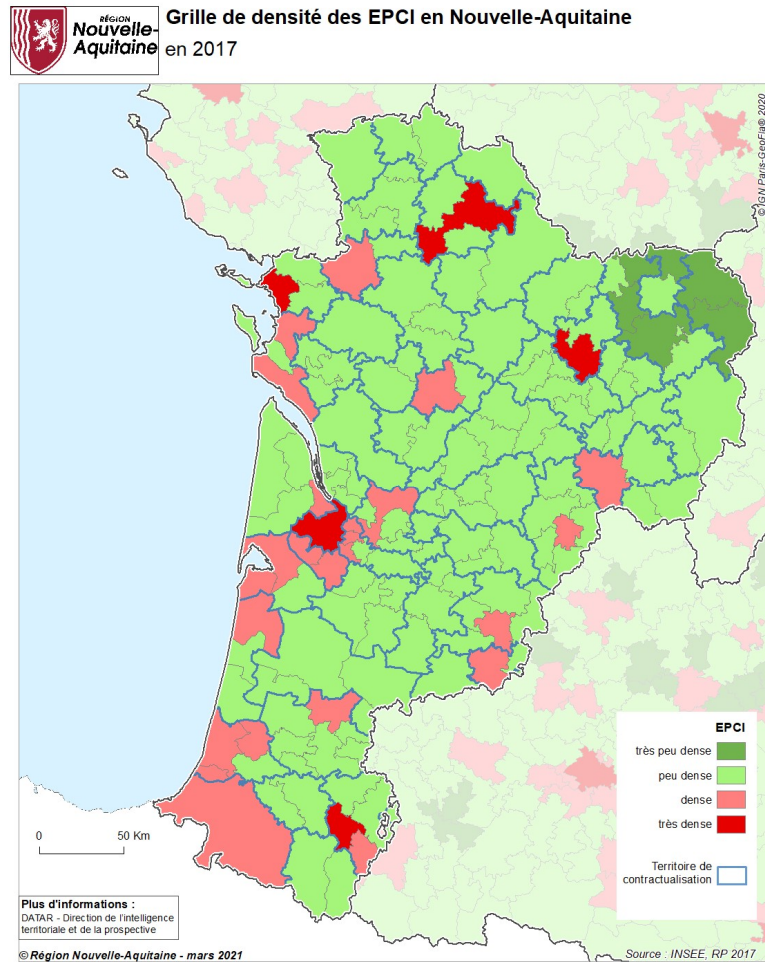 RÉGION
Nouvelle-
Aquitaine
Grille de densité des EPCI en Nouvelle-Aquitaine
en 2017
© IGN Paris-GeoFla® 2020
EPCI
très peu dense
peu dense
dense
très dense
Territoire de
contractualisation
0 50 Km
Plus d'informations :
DATAR - Direction de l'intelligence
territoriale et de la prospective
© Région Nouvelle-Aquitaine - mars 2021
Source : INSEE, RP 2017